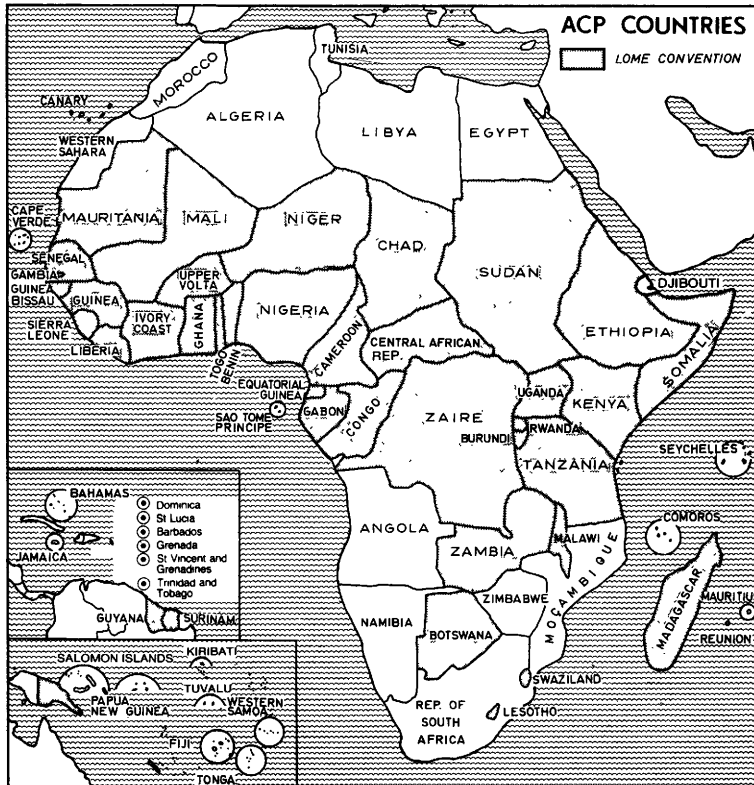 ACP COUNTRIES
LOME CONVENTION
TUNISIA
MOROCCO
CANARY
ALGERIA
LIBYA
EGYPT
WESTERN
SAHARA
CAPE
VERDE
MAURITANIA
MALI
NIGER
CHAD
SUDAN
SENEGAL
GAMBIA
GUINEA
BISSAU
GUINEA
UPPER
VOLTA
NIGERIA
DJIBOUTI
SIERRA
LEONE
IVORY
COAST
GHANA
ETHIOPIA
LIBERIA
TOGO
BENIN
CAMEROON
CENTRAL AFRICAN
REP.
SOMALIA
EQUATORIAL
GUINEA
SAO TOME
PRINCIPE
GABON
CONGO
ZAIRE
UGANDA
KENYA
BURUNDI
RWANDA
TANZANIA
SEYCHELLES
ANGOLA
ZAMBIA
MALAWI
COMOROS
MOÇAMBIQUE
ZIMBABWE
MADAGASCAR
MAURITIU
REUNION
NAMIBIA
BOTSWANA
SWAZILAND
REP. OF
SOUTH
AFRICA
LESOTHO
BAHAMAS
JAMAICA
Dominica
St Lucia
Barbados
Grenada
St Vincent and
Grenadines
Trinidad and
Tobago
GUYANA
SURINAM
SALOMON ISLANDS
KIRIBATI
PAPUA
NEW GUINEA
TUVALU
WESTERN
SAMOA
FIJI
TONGA